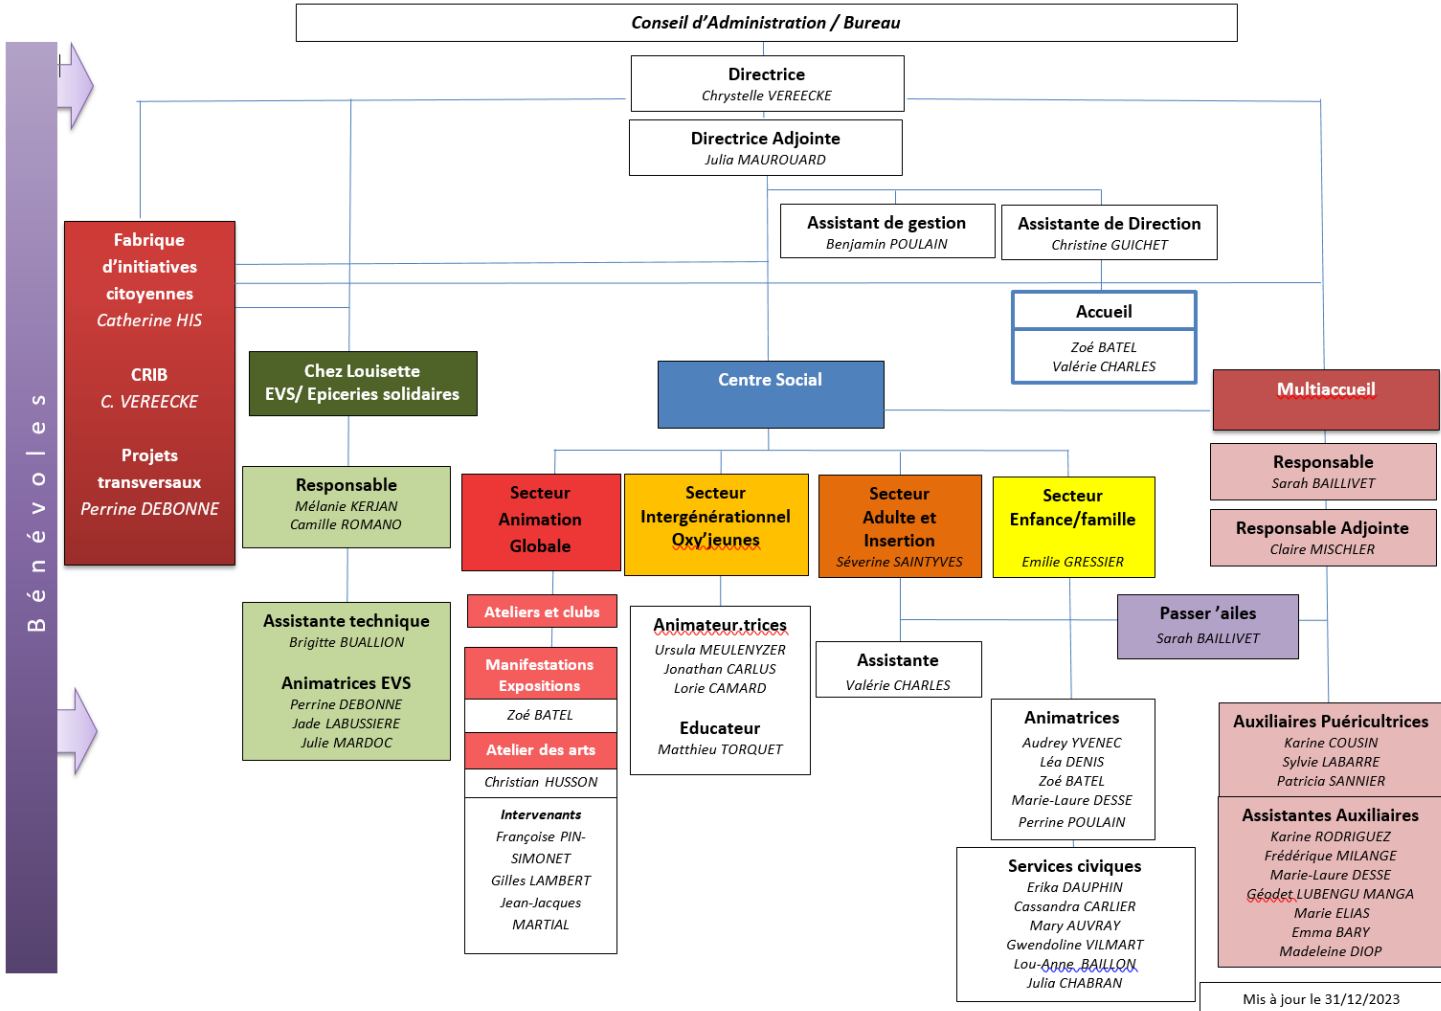 Conseil d’Administration / Bureau
Directrice
Chrystelle VEREECKE
Directrice Adjointe
Julia MAUROUARD
Assistant de gestion
Benjamin POULAIN
Assistante de Direction
Christine GUICHET
Accueil
Zoé BATEL
Valérie CHARLES
Bénévoles
Fabrique
d’initiatives
citoyennes
Catherine HIS
CRIB
C. VEREECKE
Projets
transversaux
Perrine DEBONNE
Chez Louisette
EVS/ Epiceries solidaires
Responsable
Mélanie KERJAN
Camille ROMANO
Assistante technique
Brigitte BUALLION
Animatrices EVS
Perrine DEBONNE
Jade LABUSSIERE
Julie MARDOC
Centre Social
Secteur
Animation
Globale
Ateliers et clubs
Manifestations
Expositions
Zoé BATEL
Atelier des arts
Christian HUSSON
Intervenants
Françoise PIN-
SIMONET
Gilles LAMBERT
Jean-Jacques
MARTIAL
Secteur
Intergénérationnel
Oxy’jeunes
Animateur.trices
Ursula MEULENYZER
Jonathan CARLUS
Lorie CAMARD
Educateur
Matthieu TORQUET
Secteur
Adulte et
Insertion
Séverine SAINTYVES
Assistante
Valérie CHARLES
Secteur
Enfance/famille
Emilie GRESSIER
Animatrices
Audrey YVENEC
Léa DENIS
Zoé BATEL
Marie-Laure DESSE
Perrine POULAIN
Services civiques
Erika DAUPHIN
Cassandra CARLIER
Mary AUVRAY
Gwendoline VILMART
Lou-Anne BAILLON
Julia CHABRAN
Multiaccueil
Responsable
Sarah BAILLIVET
Responsable Adjointe
Claire MISCHLER
Passer ’ailes
Sarah BAILLIVET
Auxiliaires Puéricultrices
Karine COUSIN
Sylvie LABARRE
Patricia SANNIER
Assistantes Auxiliaires
Karine RODRIGUEZ
Frédérique MILANGE
Marie-Laure DESSE
Géodet LUBENGU MANGA
Marie ELIAS
Emma BARY
Madeleine DIOP
Mis à jour le 31/12/2023